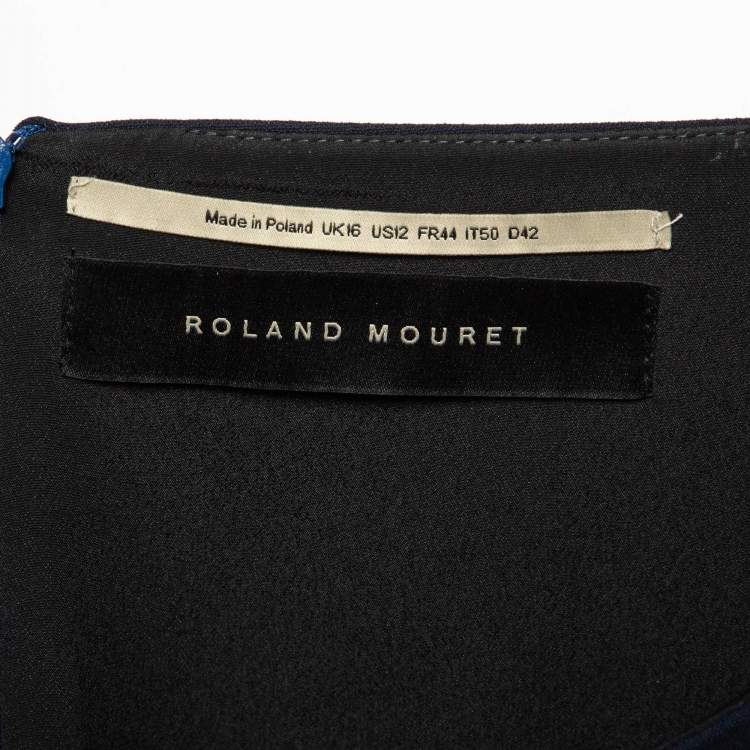 Made in Poland UK16 US12 FR44 IT50 D42
ROLAND MOURET